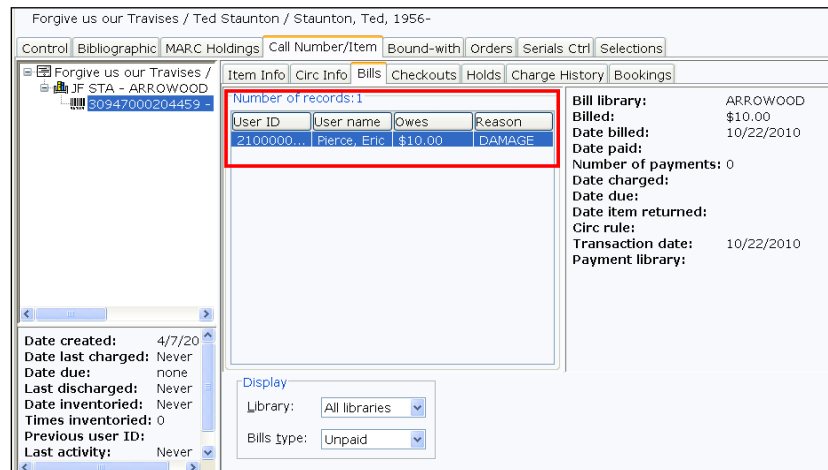 Forgive us our Travises / Ted Staunton / Staunton, Ted, 1956-
Control Bibliographic MARC Holdings Call Number/Item Bound-with Orders Serials Ctrl Selections
Forgive us our Travises /
JF STA - ARROWOOD
30947000204459 -
Item Info Circ Info Bills Checkouts Holds Charge History Bookings
Number of records: 1
User ID User name Owes Reason
2100000... Pierce, Eric $10.00 DAMAGE
Bill library: ARROWOOD
Billed: $10.00
Date billed: 10/22/2010
Date paid:
Number of payments: 0
Date charged:
Date due:
Date item returned:
Circ rule:
Transaction date: 10/22/2010
Payment library:
Date created: 4/7/20
Date last charged: Never
Date due: none
Last discharged: Never
Date inventoried: Never
Times inventoried: 0
Previous user ID:
Last activity: Never
Display
Library: All libraries
Bills type: Unpaid